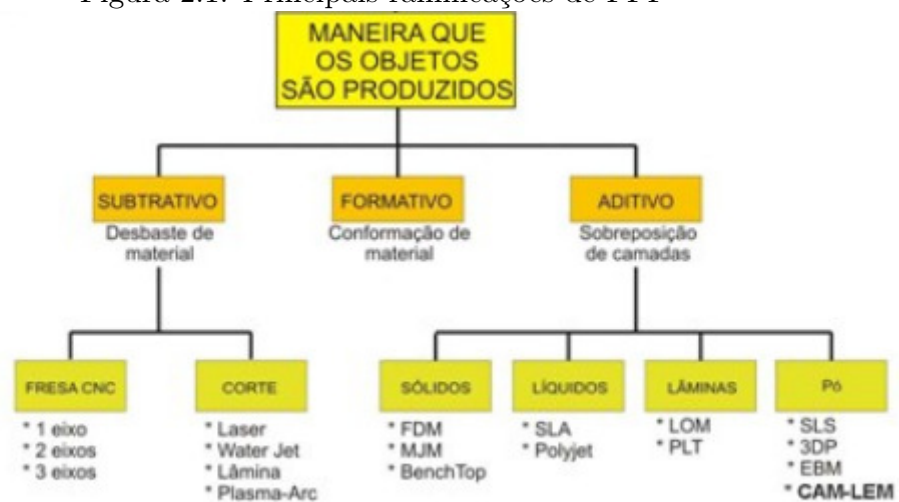 MANEIRA QUE
OS OBJETOS
SÃO PRODUZIDOS
SUBTRATIVO
Desbaste de
material
FORMATIVO
Conformação de
material
ADITIVO
Sobreposição
de camadas
FRESA CNC
* 1 eixo
* 2 eixos
* 3 eixos
CORTE
* Laser
* Water Jet
* Lâmina
* Plasma-Arc
SÓLIDOS
* FDM
* MJM
* BenchTop
LÍQUIDOS
* SLA
* Polyjet
LÂMINAS
* LOM
* PLT
Pó
* SLS
* 3DP
* EBM
* CAM-LEM